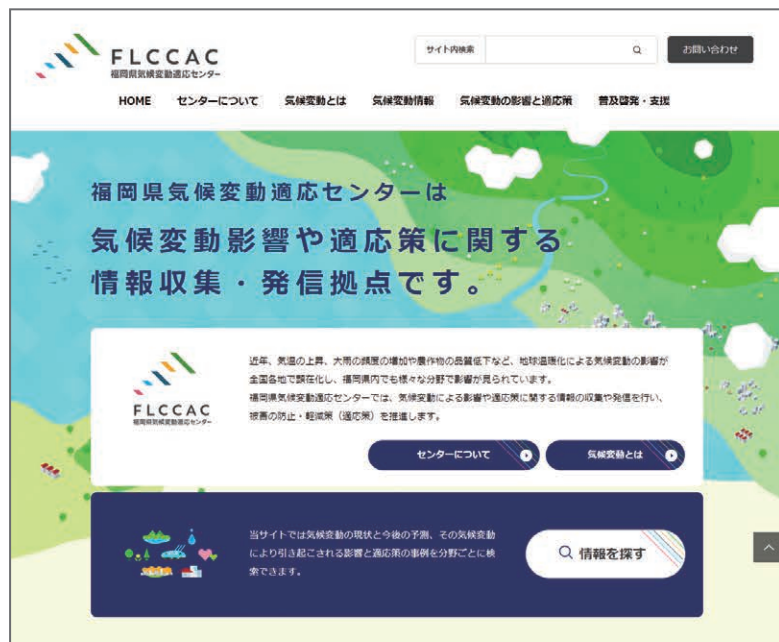 FLCCAC
福岡県気候変動適応センター
サイト内検索
お問い合わせ
HOME センターについて 気候変動とは 気候変動情報 気候変動の影響と適応策 普及啓発・支援
福岡県気候変動適応センターは
気候変動影響や適応策に関する
情報収集・発信拠点です。
FLCCAC
福岡県気候変動適応センター
近年、気温の上昇、大雨の頻度の増加や農作物の品質低下など、地球温暖化による気候変動の影響が
全国各地で顕在化し、福岡県内でも様々な分野で影響が見られています。
福岡県気候変動適応センターでは、気候変動による影響や適応策に関する情報の収集や発信を行い、
被害の防止・軽減策（適応策）を推進します。
センターについて
気候変動とは
当サイトでは気候変動の現状と今後の予測、その気候変動
により引き起こされる影響と適応策の事例を分野ごとに検
索できます。
情報を探す